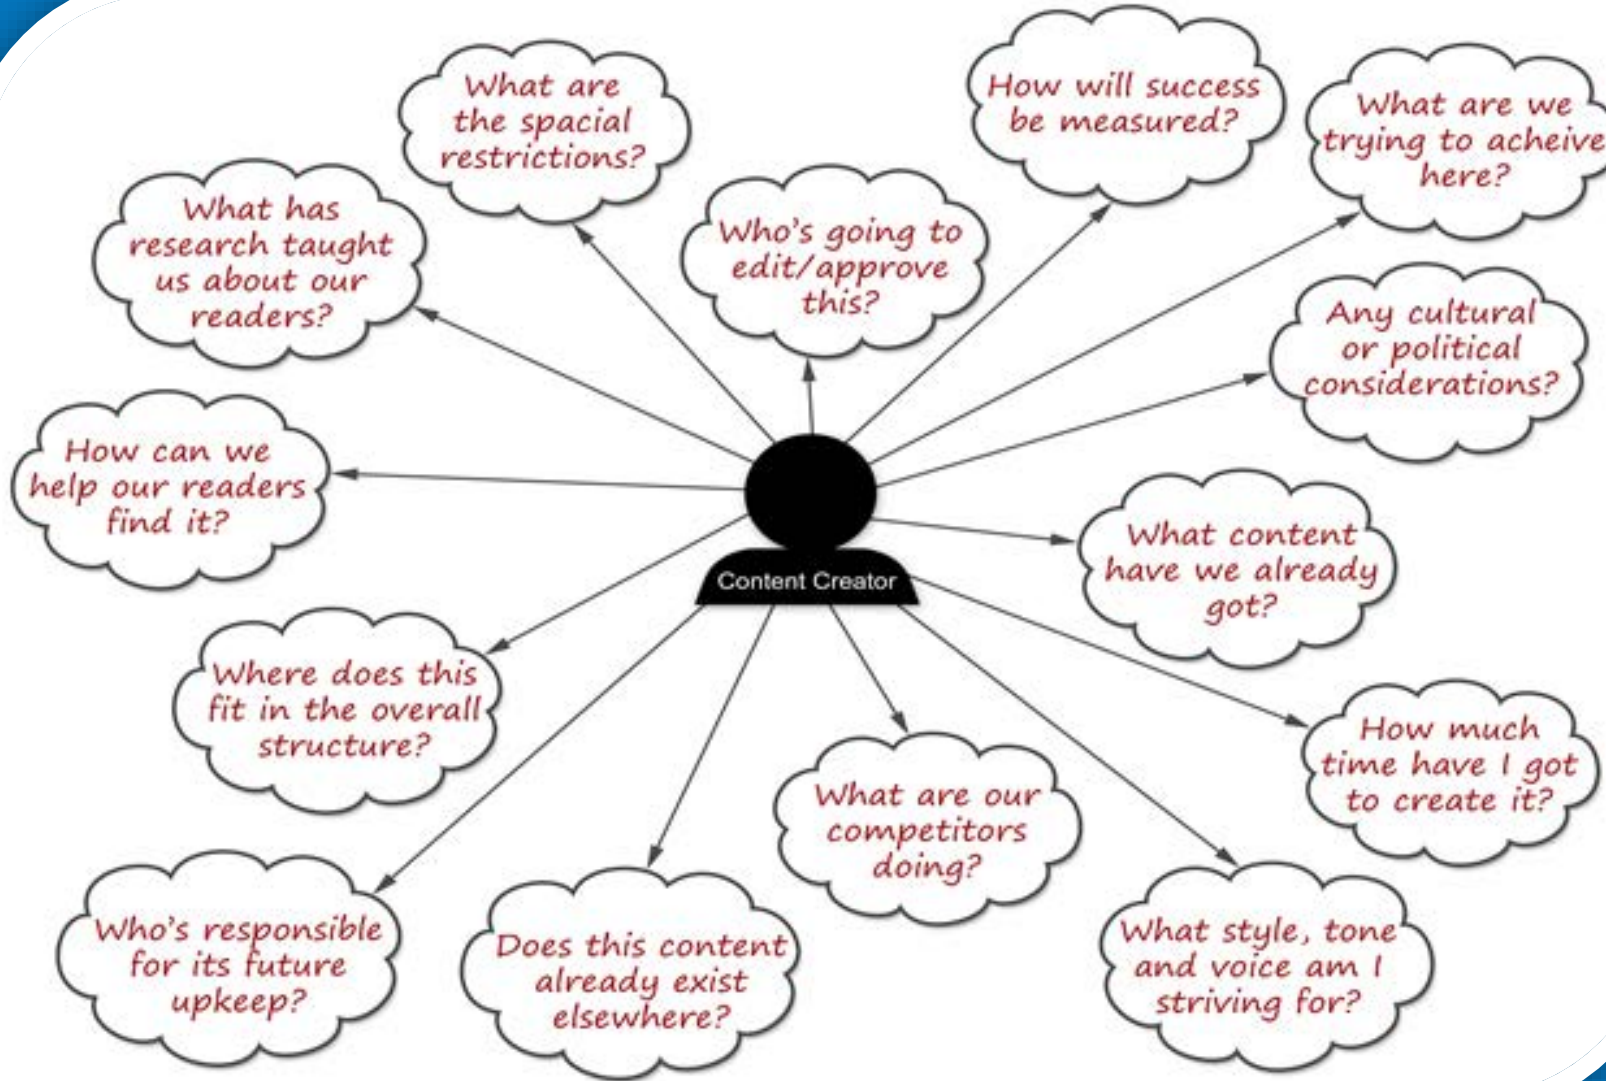 What are
the spacial
restrictions?
How will success
be measured?
What are we
trying to acheive
here?
What has
research taught
us about our
readers?
Who's going to
edit/approve
this?
Any cultural
or political
considerations?
How can we
help our readers
find it?
What content
have we already
got?
Content Creator
Where does this
fit in the overall
structure?
How much
time have I got
to create it?
What are our
competitors
doing?
Who's responsible
for its future
upkeep?
Does this content
already exist
elsewhere?
What style, tone
and voice am I
striving for?